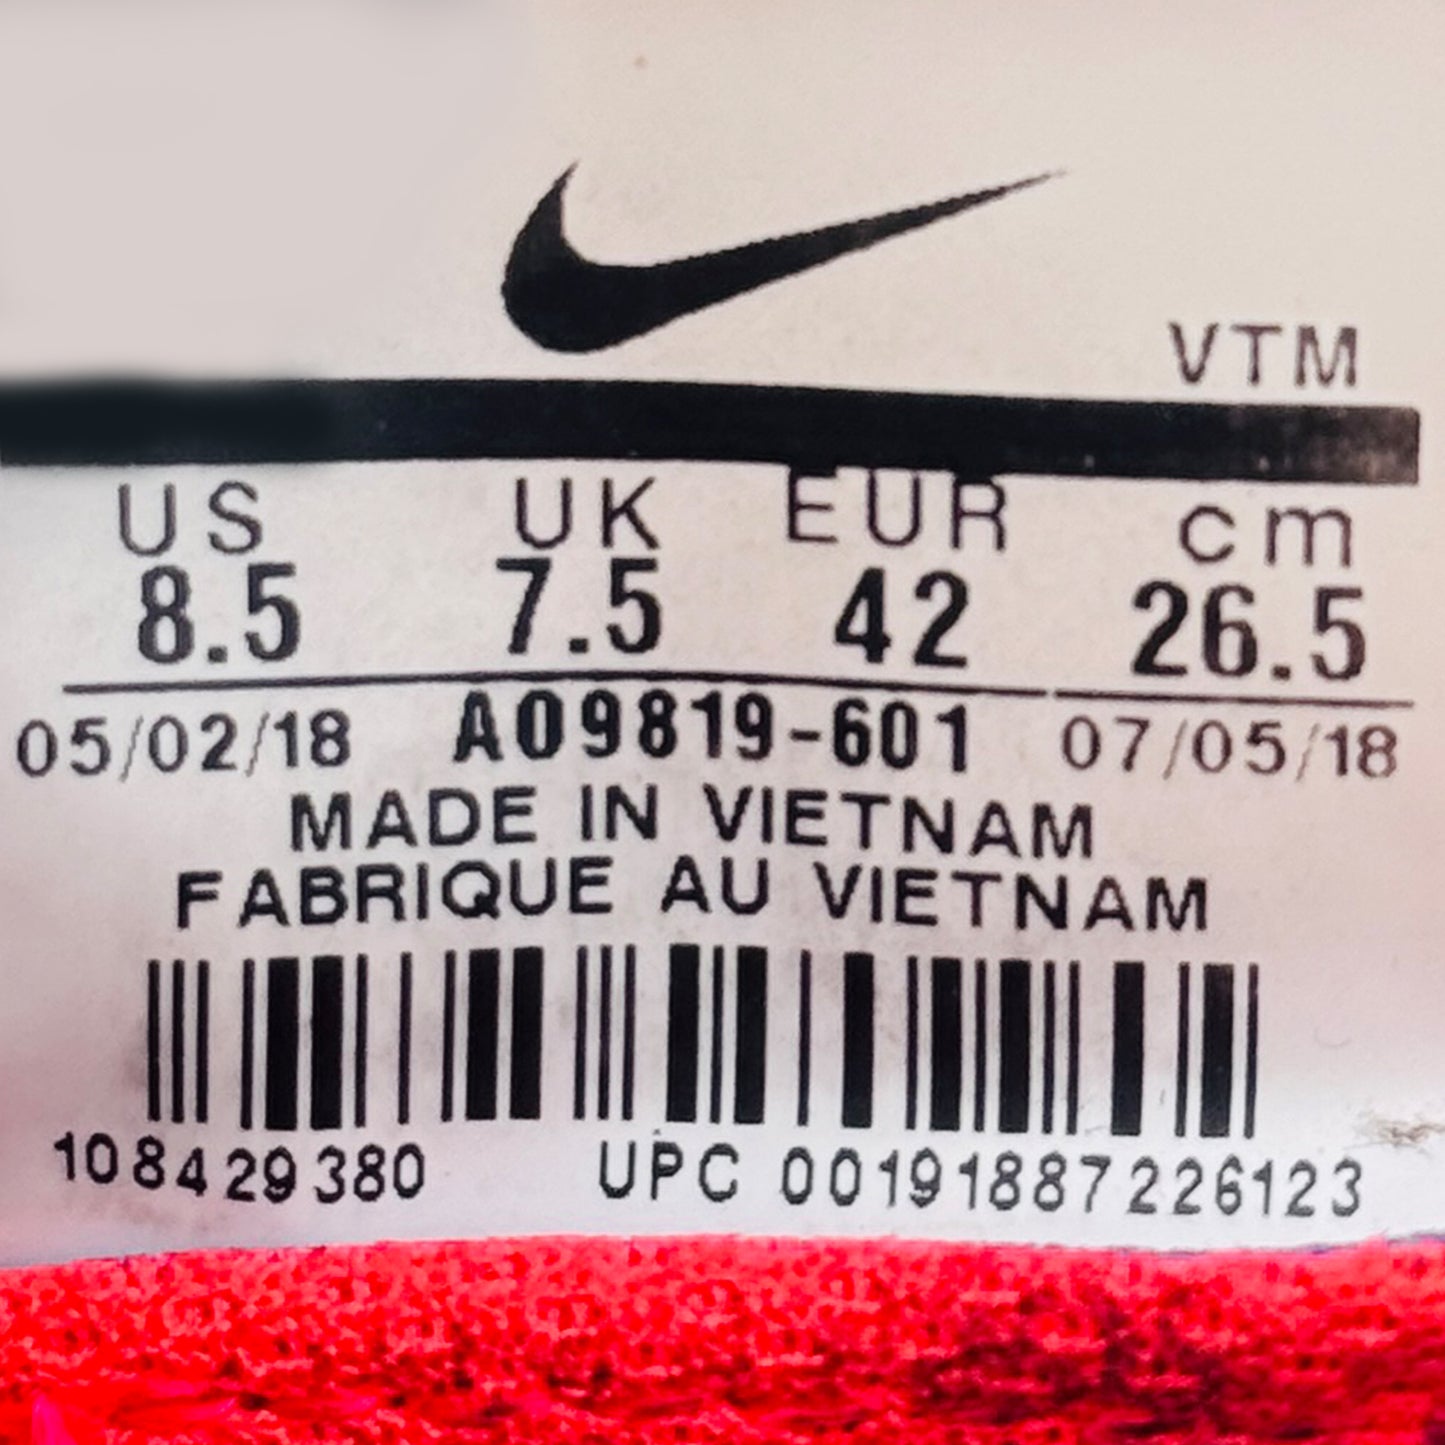 VTM
US UK EUR cm
8.5 7.5 42 26.5
05/02/18 AO9819-601 07/05/18
MADE IN VIETNAM
FABRIQUE AU VIETNAM
108429380 UPC 00191887226123